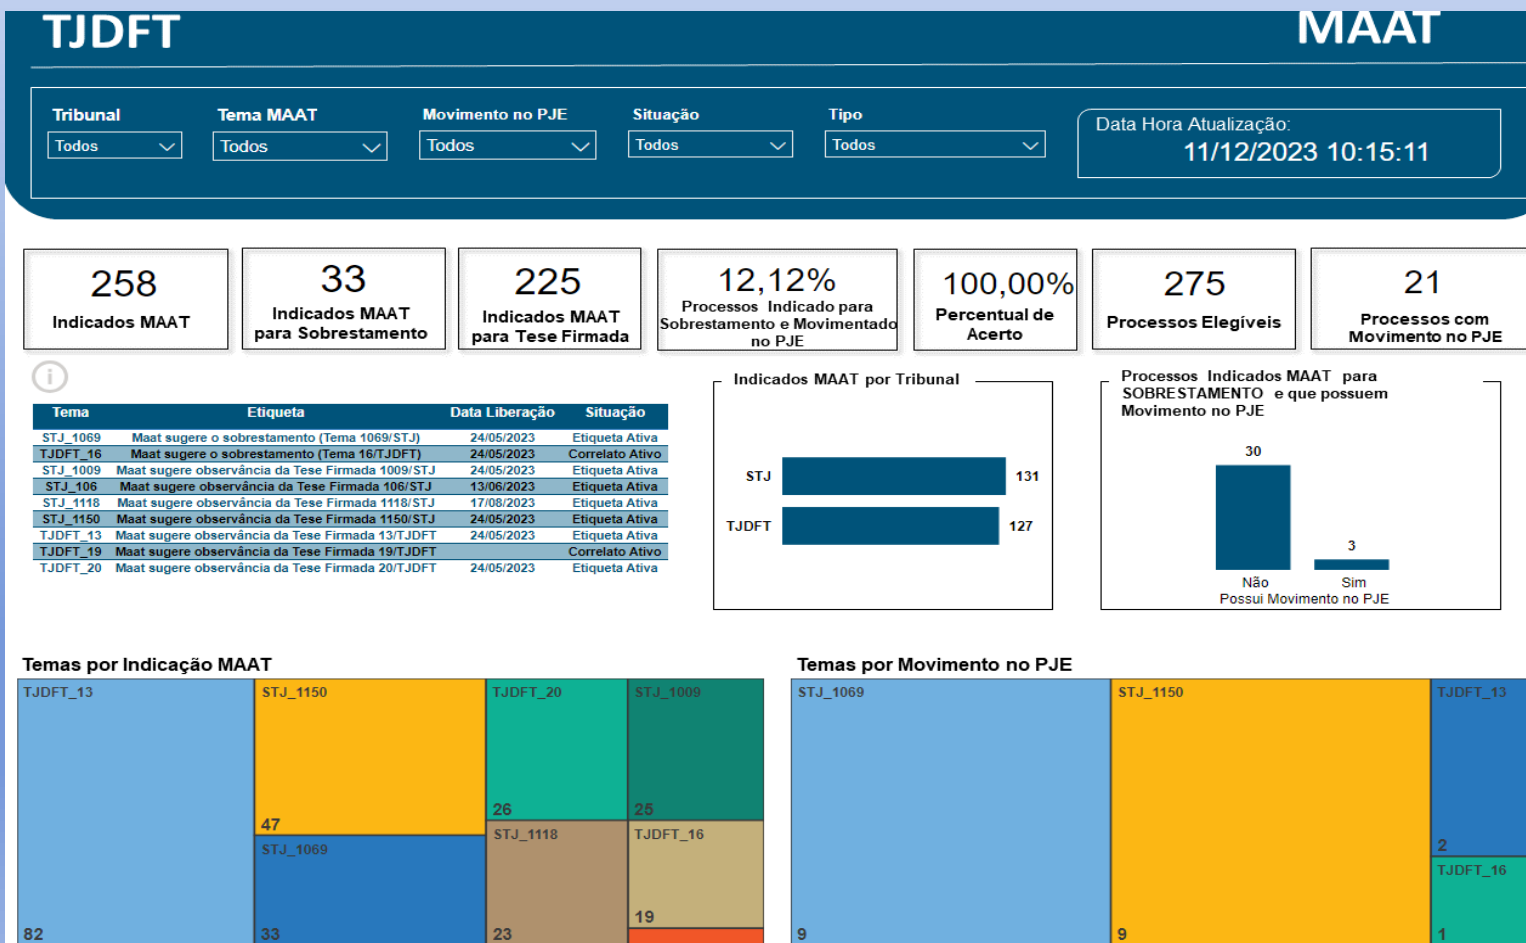 TJDFT
MAAT
Tribunal
Todos
Tema MAAT
Todos
Movimento no PJE
Todos
Situação
Todos
Tipo
Todos
Data Hora Atualização:
11/12/2023 10:15:11
258
Indicados MAAT
33
Indicados MAAT
para Sobrestamento
225
Indicados MAAT
para Tese Firmada
12,12%
Processos Indicado para
Sobrestamento e Movimentado
no PJE
100,00%
Percentual de
Acerto
275
Processos Elegíveis
21
Processos com
Movimento no PJE
Tema Etiqueta Data Liberação Situação
STJ_1069 Maat sugere o sobrestamento (Tema 1069/STJ) 24/05/2023 Etiqueta Ativa
TJDFT_16 Maat sugere o sobrestamento (Tema 16/TJDFT) 24/05/2023 Correlato Ativo
STJ_1009 Maat sugere observância da Tese Firmada 1009/STJ 24/05/2023 Etiqueta Ativa
STJ_106 Maat sugere observância da Tese Firmada 106/STJ 13/06/2023 Etiqueta Ativa
STJ_1118 Maat sugere observância da Tese Firmada 1118/STJ 17/08/2023 Etiqueta Ativa
STJ_1150 Maat sugere observância da Tese Firmada 1150/STJ 24/05/2023 Etiqueta Ativa
TJDFT_13 Maat sugere observância da Tese Firmada 13/TJDFT 24/05/2023 Etiqueta Ativa
TJDFT_19 Maat sugere observância da Tese Firmada 19/TJDFT Correlato Ativo
TJDFT_20 Maat sugere observância da Tese Firmada 20/TJDFT 24/05/2023 Etiqueta Ativa
Indicados MAAT por Tribunal
STJ 131
TJDFT 127
Processos Indicados MAAT para
SOBRESTAMENTO e que possuem
Movimento no PJE
30
3
Não Sim
Possui Movimento no PJE
Temas por Indicação MAAT
TJDFT_13
82
STJ_1150
47
STJ_1069
33
TJDFT_20
26
STJ_1009
25
STJ_1118
23
TJDFT_16
19
Temas por Movimento no PJE
STJ_1069
9
STJ_1150
9
TJDFT_13
2
TJDFT_16
1